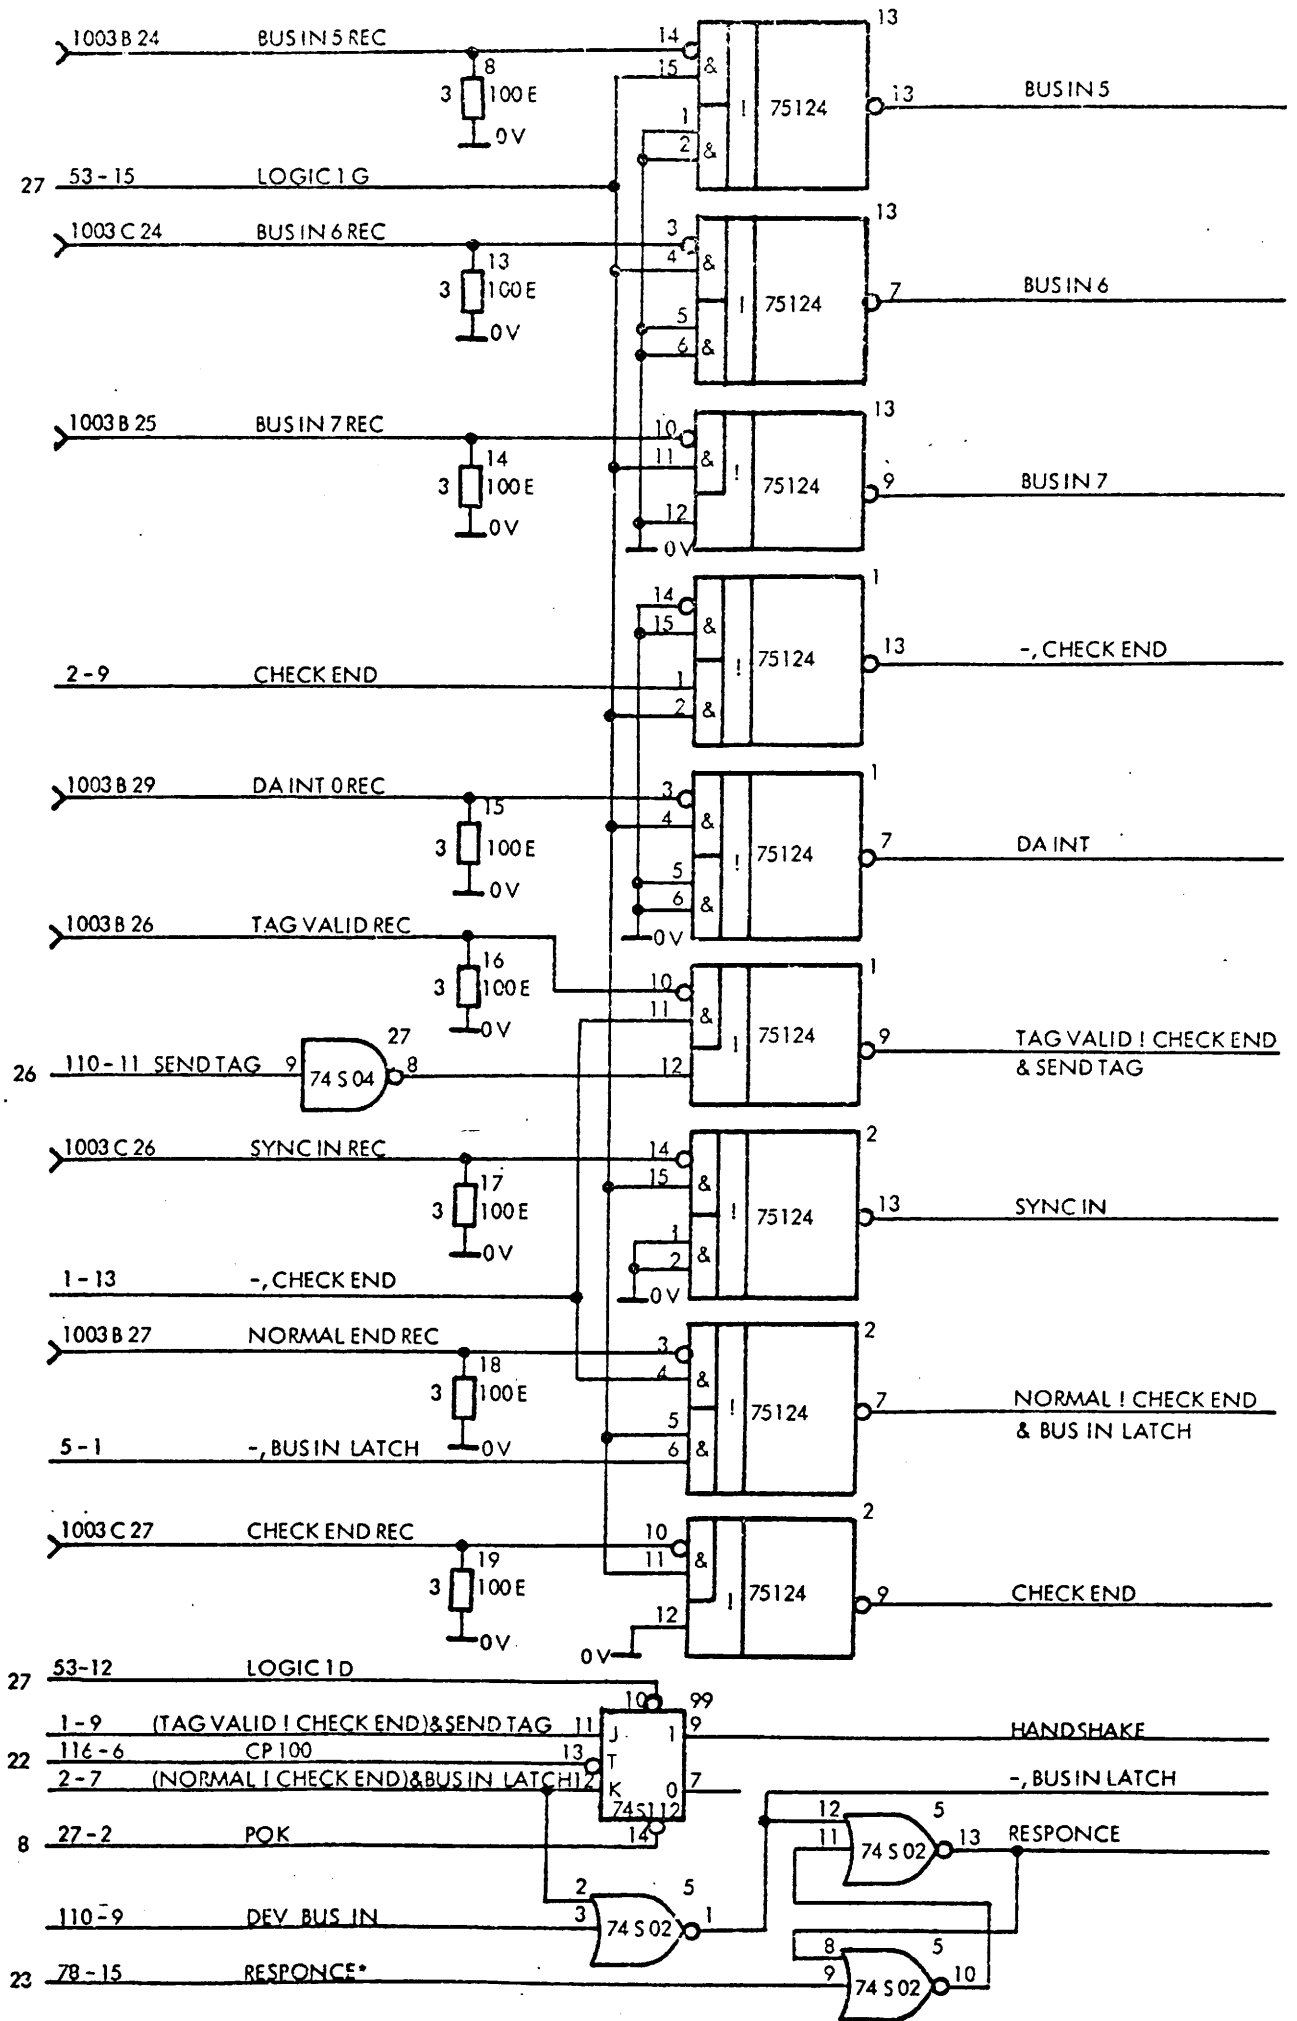 13
1003 B 24 BUS IN 5 REC 14
8 15 &
3 100 E ! 75124 13 BUS IN 5
0 V 1
2 &
27 53-15 LOGIC 1 G
13
1003 C 24 BUS IN 6 REC 3
13 4 &
3 100 E ! 75124 7 BUS IN 6
0 V 5
6 &
13
1003 B 25 BUS IN 7 REC 10
14 11 &
3 100 E ! 75124 9 BUS IN 7
0 V 12
0 V
1
14
15 &
! 75124 13 -, CHECK END
2-9 CHECK END 1
2 &
1
1003 B 29 DA INT 0 REC 3
15 4 &
3 100 E ! 75124 7 DA INT
0 V 5
6 &
1003 B 26 TAG VALID REC 0 V
1
16 10
3 100 E 11 &
0 V ! 75124 9 TAG VALID ! CHECK END
27 & SEND TAG
26 110-11 SEND TAG 9 74 S 04 8 12
2
1003 C 26 SYNC IN REC 14
17 15 &
3 100 E ! 75124 13 SYNC IN
0 V 1
2 &
1-13 -, CHECK END 0 V
2
1003 B 27 NORMAL END REC 3
18 4 &
3 100 E ! 75124 7 NORMAL ! CHECK END
0 V 5 & BUS IN LATCH
5-1 -, BUS IN LATCH 6 &
2
1003 C 27 CHECK END REC 10
19 11 &
3 100 E ! 75124 9 CHECK END
0 V 12
0 V
27 53-12 LOGIC 1 D
10 99
1-9 (TAG VALID ! CHECK END)&SEND TAG 11 J 1 9 HANDSHAKE
22 116-6 CP 100 13 T
2-7 (NORMAL ! CHECK END)&BUS IN LATCH 12 K 0 7 -, BUS IN LATCH
74S112 12 5
8 27-2 POK 14 11 74 S 02 13 RESPONCE
2 5
110-9 DEV BUS IN 3 74 S 02 1
8 5
23 78-15 RESPONCE* 9 74 S 02 10